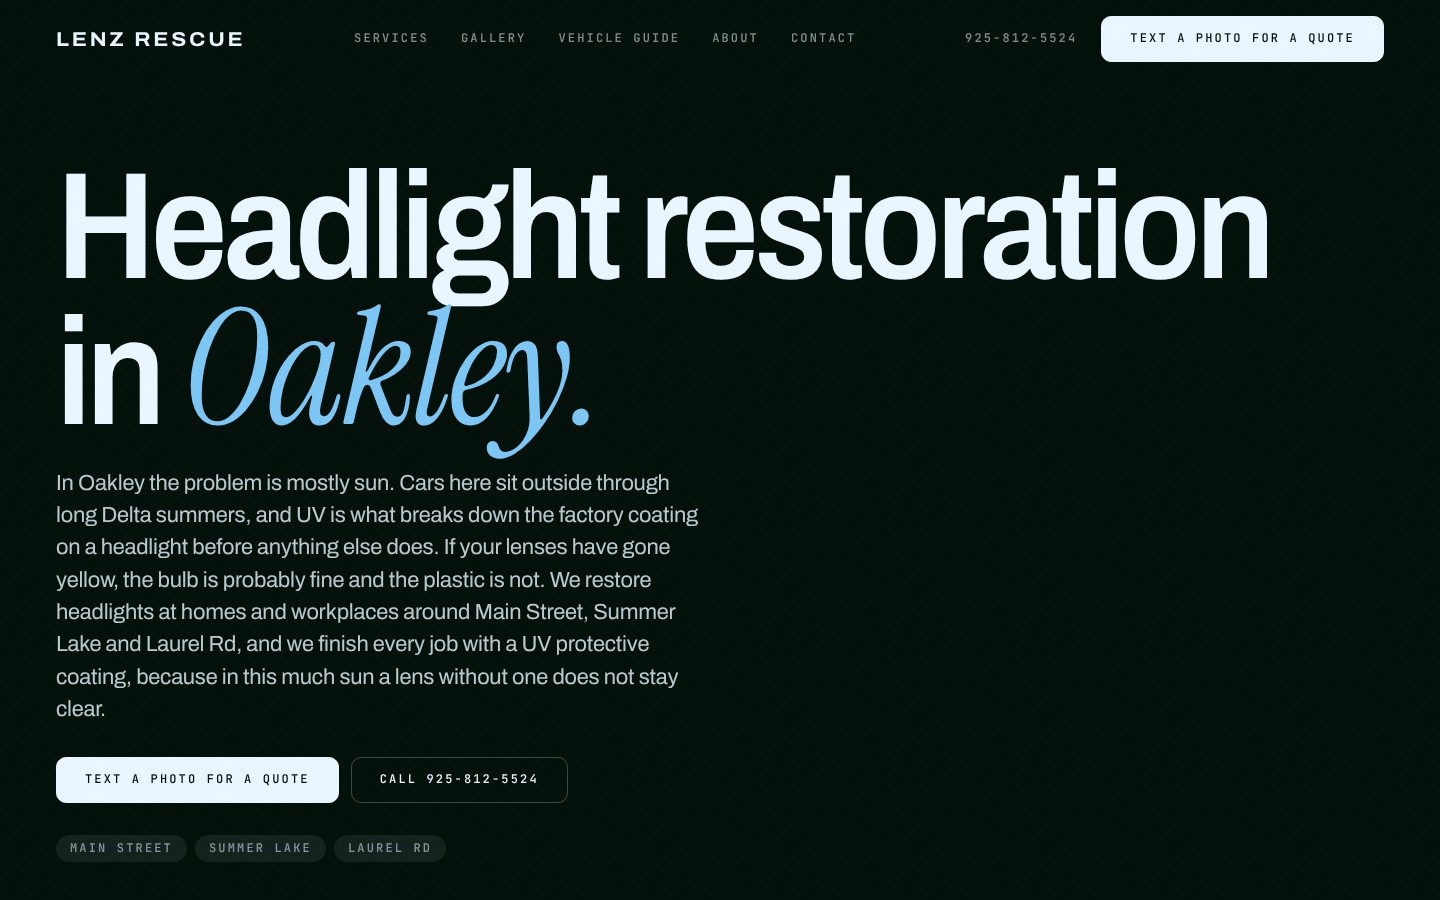 LENZ RESCUE
SERVICES
GALLERY
VEHICLE GUIDE
ABOUT
CONTACT
925-812-5524
TEXT A PHOTO FOR A QUOTE
Headlight restoration
in Oakley.
In Oakley the problem is mostly sun. Cars here sit outside through
long Delta summers, and UV is what breaks down the factory coating
on a headlight before anything else does. If your lenses have gone
yellow, the bulb is probably fine and the plastic is not. We restore
headlights at homes and workplaces around Main Street, Summer
Lake and Laurel Rd, and we finish every job with a UV protective
coating, because in this much sun a lens without one does not stay
clear.
TEXT A PHOTO FOR A QUOTE
CALL 925-812-5524
MAIN STREET
SUMMER LAKE
LAUREL RD